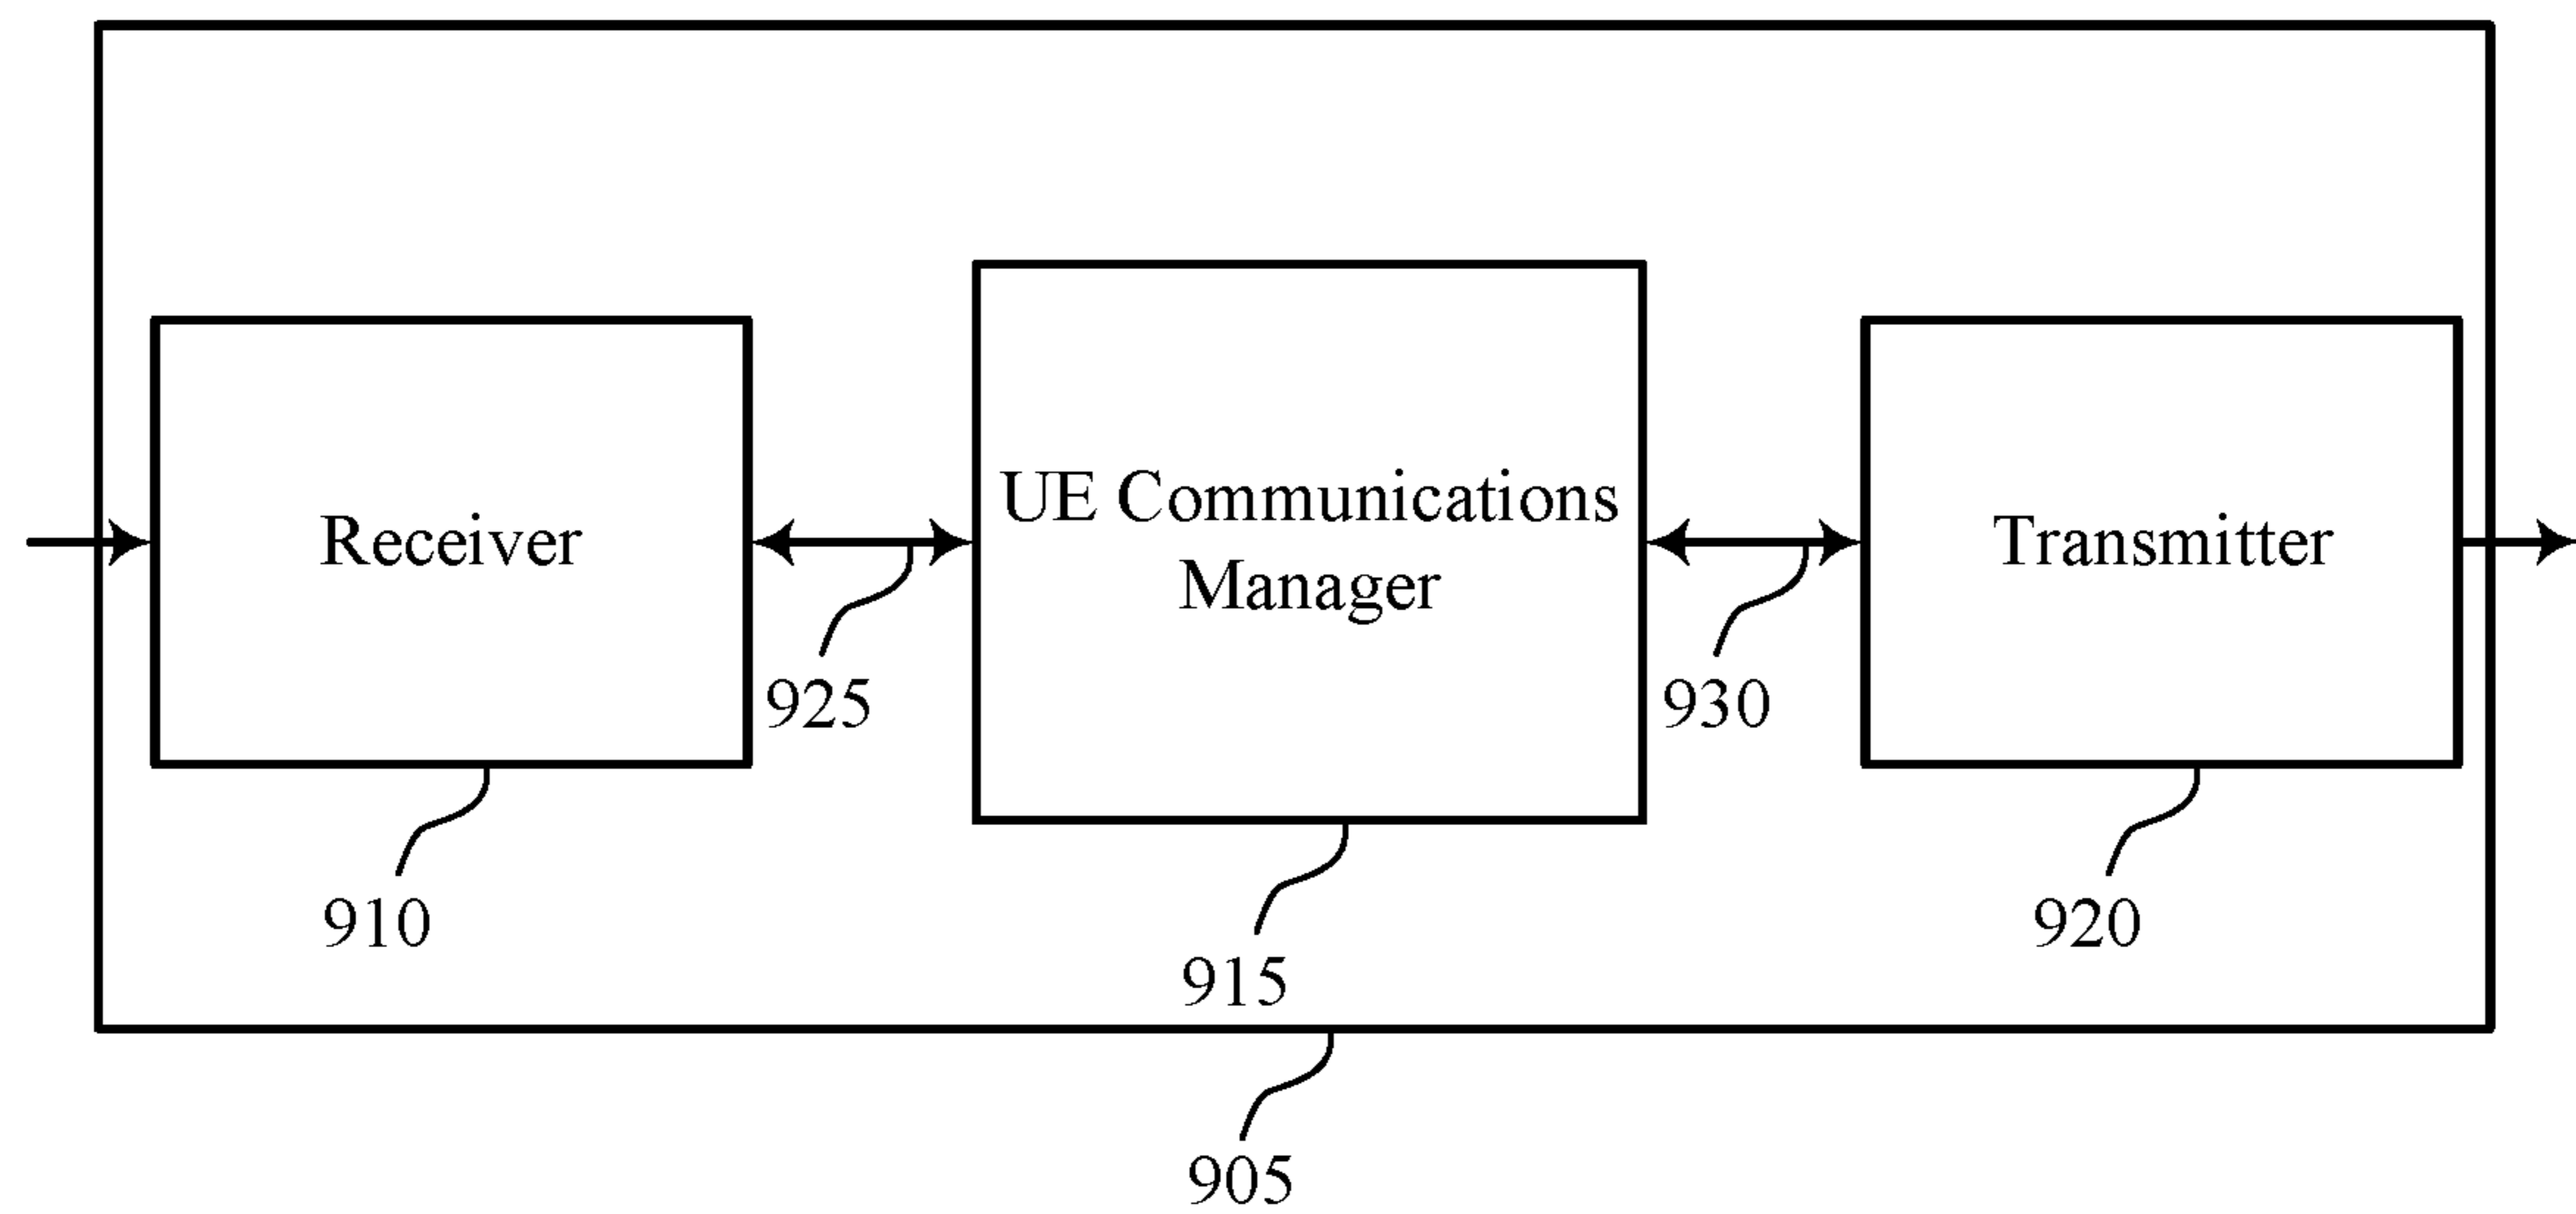 Receiver
UE Communications
Manager
Transmitter
925
930
910
920
915
905